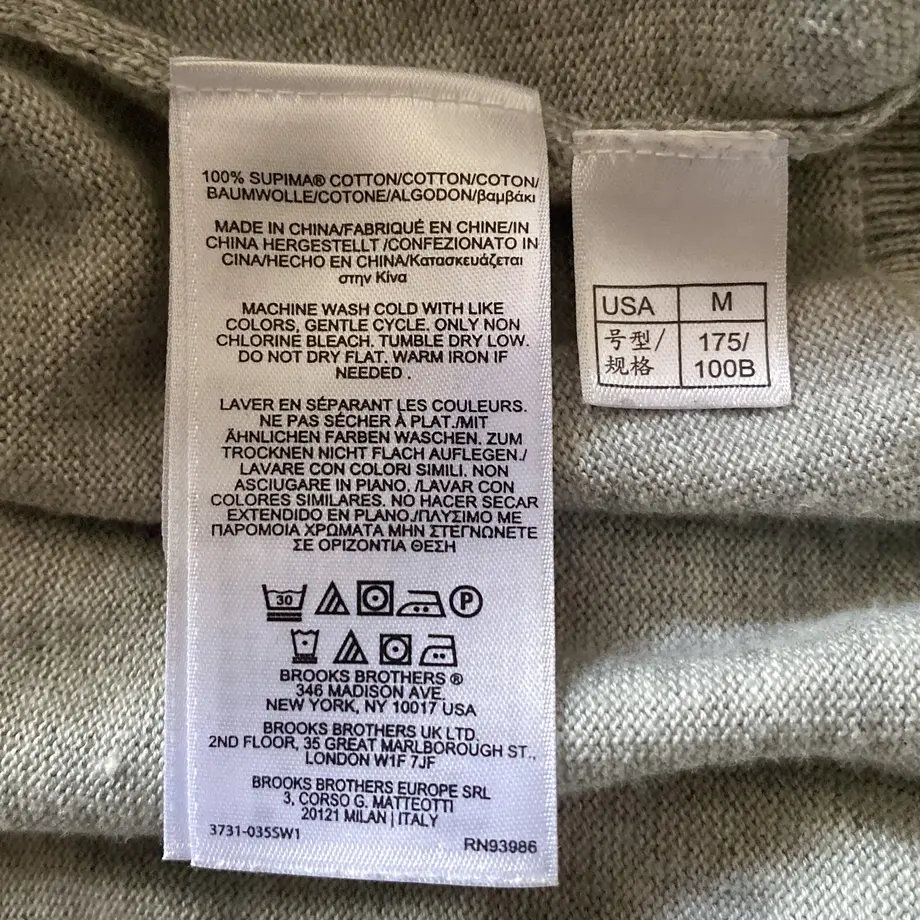 100% SUPIMA® COTTON/COTTON/COTON/
BAUMWOLLE/COTONE/ALGODON/βαμβάκι
MADE IN CHINA/FABRIQUÉ EN CHINE/IN
CHINA HERGESTELLT /CONFEZIONATO IN
CINA/HECHO EN CHINA/Κατασκευάζεται
στην Κίνα
MACHINE WASH COLD WITH LIKE
COLORS, GENTLE CYCLE. ONLY NON
CHLORINE BLEACH. TUMBLE DRY LOW.
DO NOT DRY FLAT. WARM IRON IF
NEEDED .
LAVER EN SÉPARANT LES COULEURS.
NE PAS SÉCHER À PLAT./MIT
ÄHNLICHEN FARBEN WASCHEN. ZUM
TROCKNEN NICHT FLACH AUFLEGEN./
LAVARE CON COLORI SIMILI. NON
ASCIUGARE IN PIANO. /LAVAR CON
COLORES SIMILARES. NO HACER SECAR
EXTENDIDO EN PLANO./ΠΛΥΣΙΜΟ ΜΕ
ΠΑΡΟΜΟΙΑ ΧΡΩΜΑΤΑ ΜΗΝ ΣΤΕΓΝΩΝΕΤΕ
ΣΕ ΟΡΙΖΟΝΤΙΑ ΘΕΣΗ
30 P
BROOKS BROTHERS ®
346 MADISON AVE.
NEW YORK, NY 10017 USA
BROOKS BROTHERS UK LTD.
2ND FLOOR, 35 GREAT MARLBOROUGH ST.,
LONDON W1F 7JF
BROOKS BROTHERS EUROPE SRL
3, CORSO G. MATTEOTTI
20121 MILAN | ITALY
3731-035SW1
RN93986
USA M
号型/ 175/
规格 100B